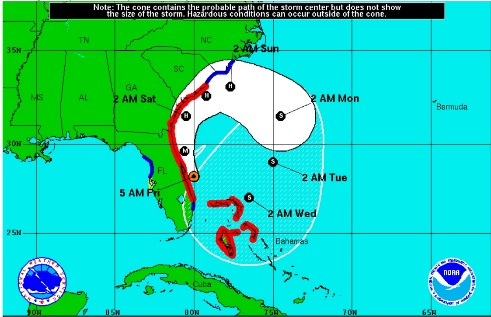 Note: The cone contains the probable path of the storm center but does not show
the size of the storm. Hazardous conditions can occur outside of the cone.
35N
TN
NC
2 AM Sun
SC
MS
AL
GA
2 AM Sat
H
H
H
S
2 AM Mon
Bermuda
30N
M
S
2 AM Tue
FL
5 AM Fri
S
2 AM Wed
25N
Bahamas
Cuba
NOAA
90W
85W
80W
75W
70W
65W